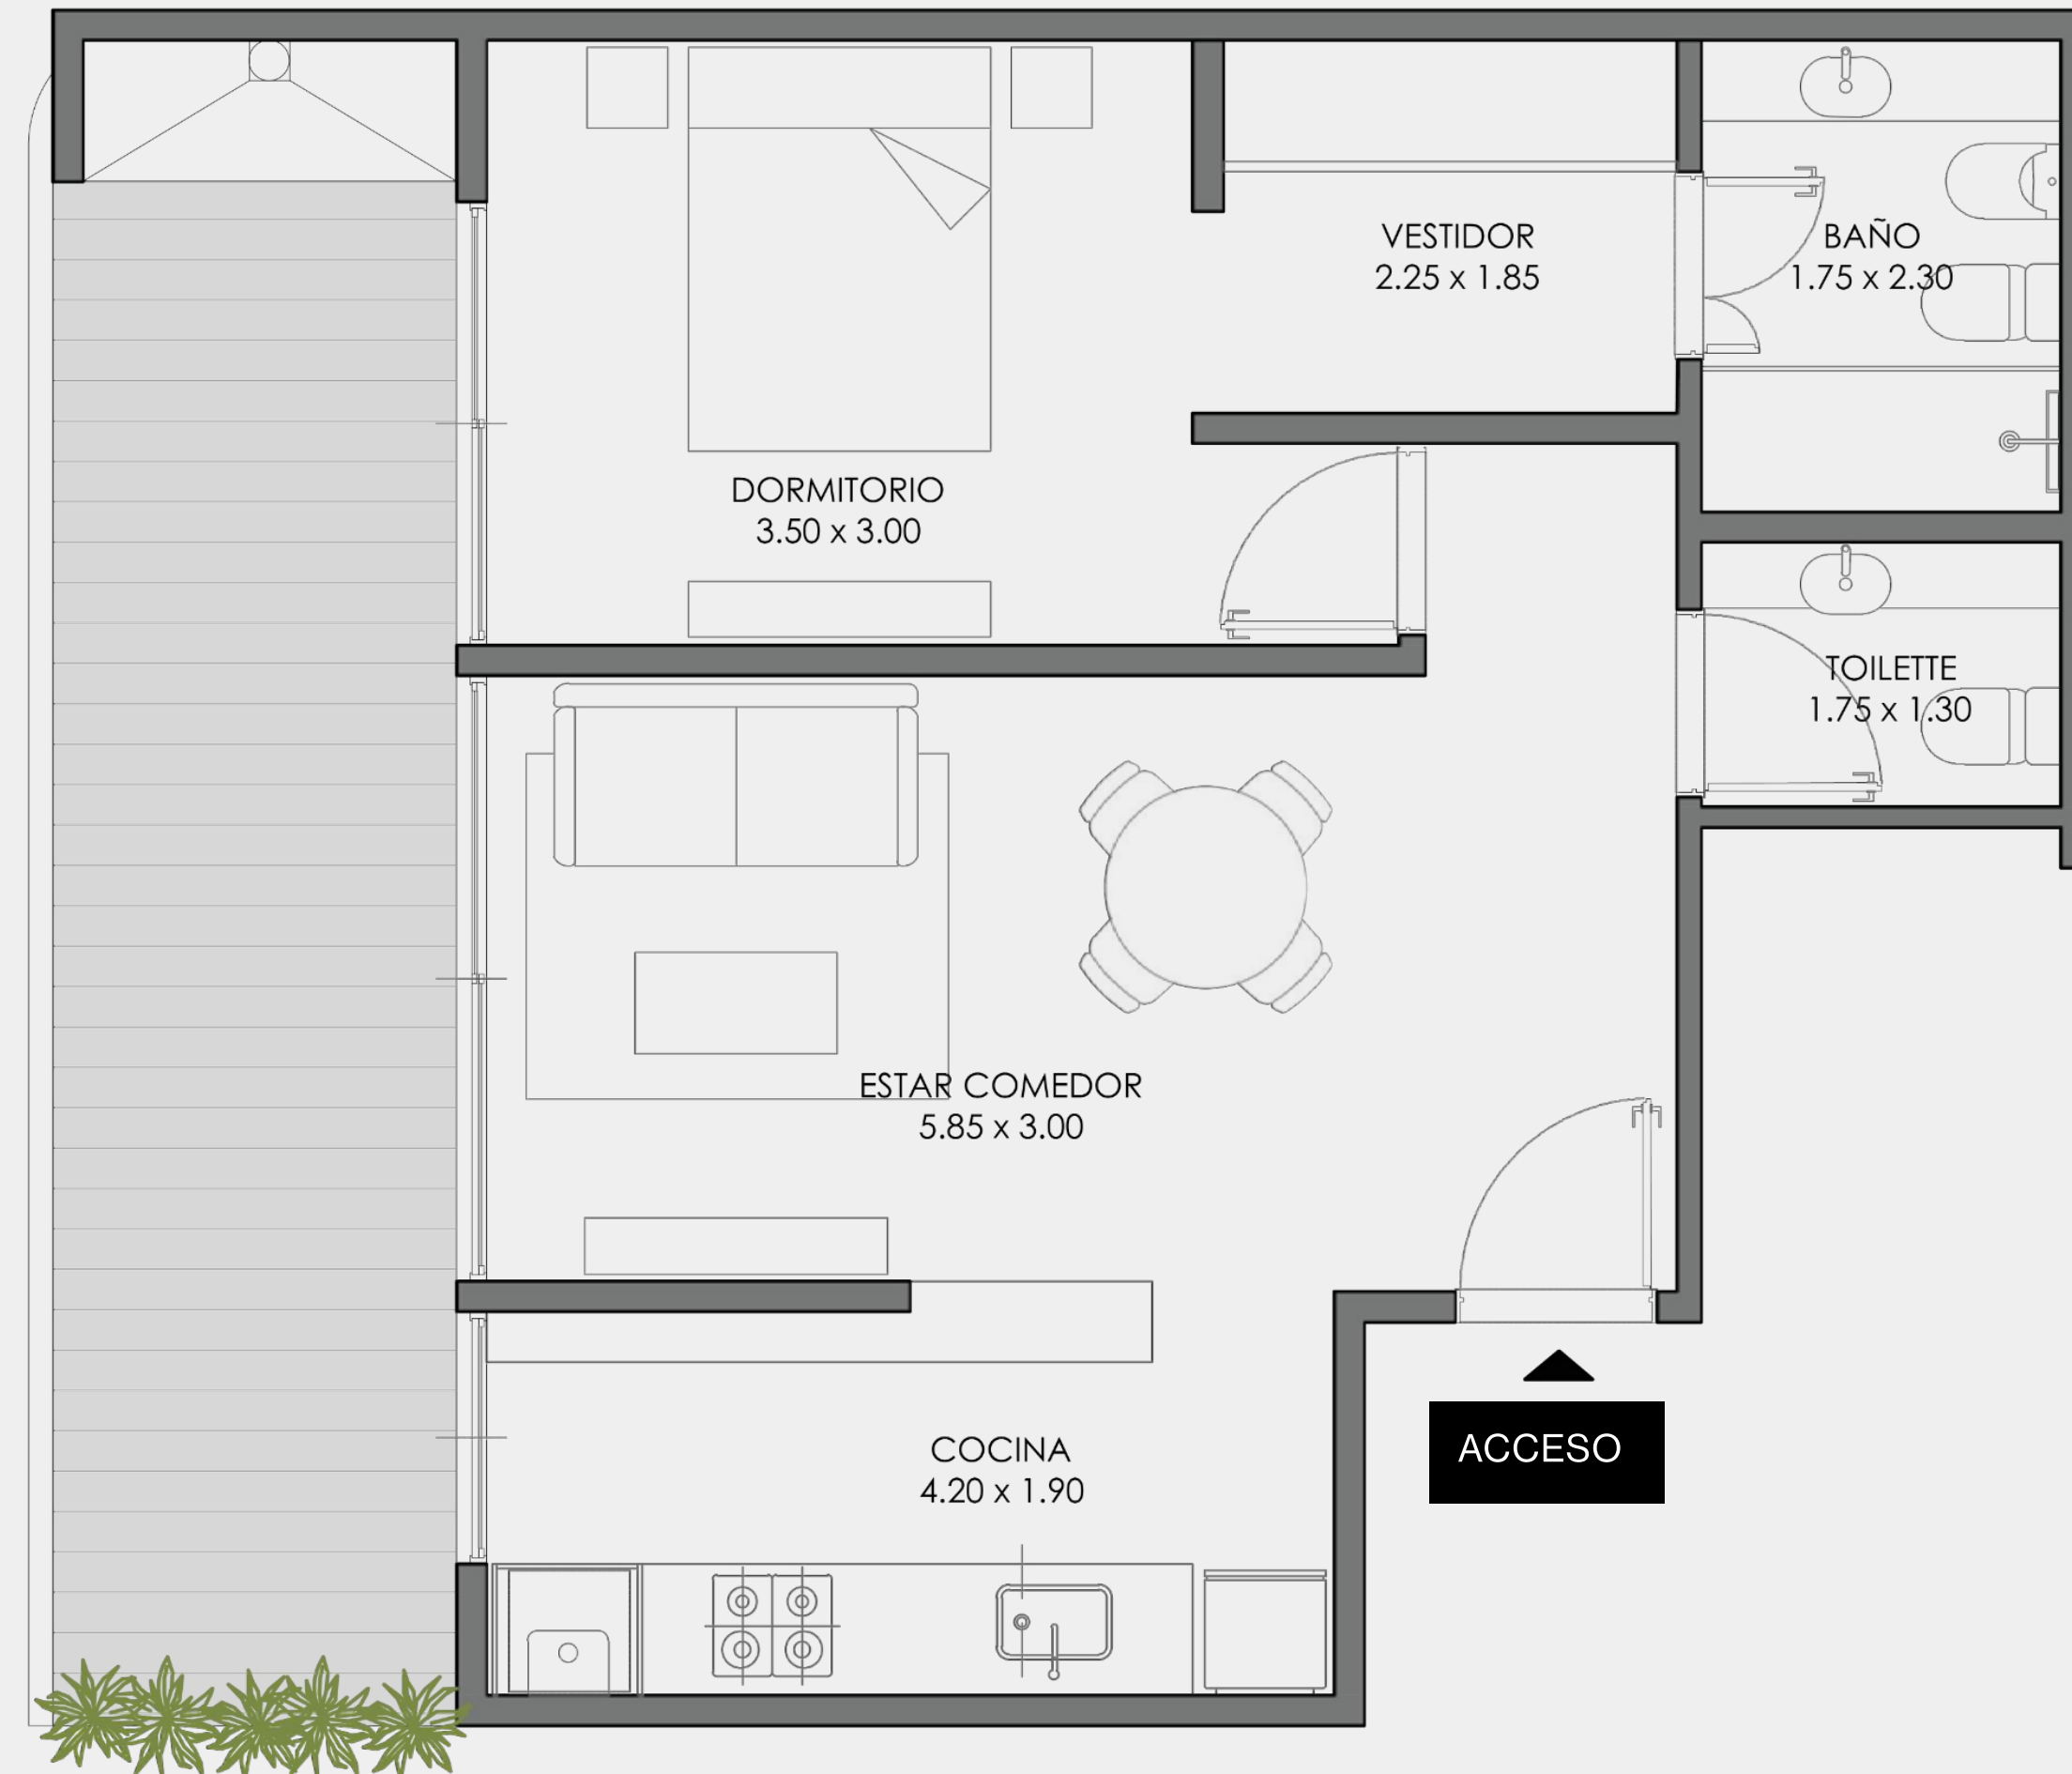 VESTIDOR
2.25 x 1.85
BAÑO
1.75 x 2.30
DORMITORIO
3.50 x 3.00
TOILETTE
1.75 x 1.30
ESTAR COMEDOR
5.85 x 3.00
COCINA
4.20 x 1.90
ACCESO